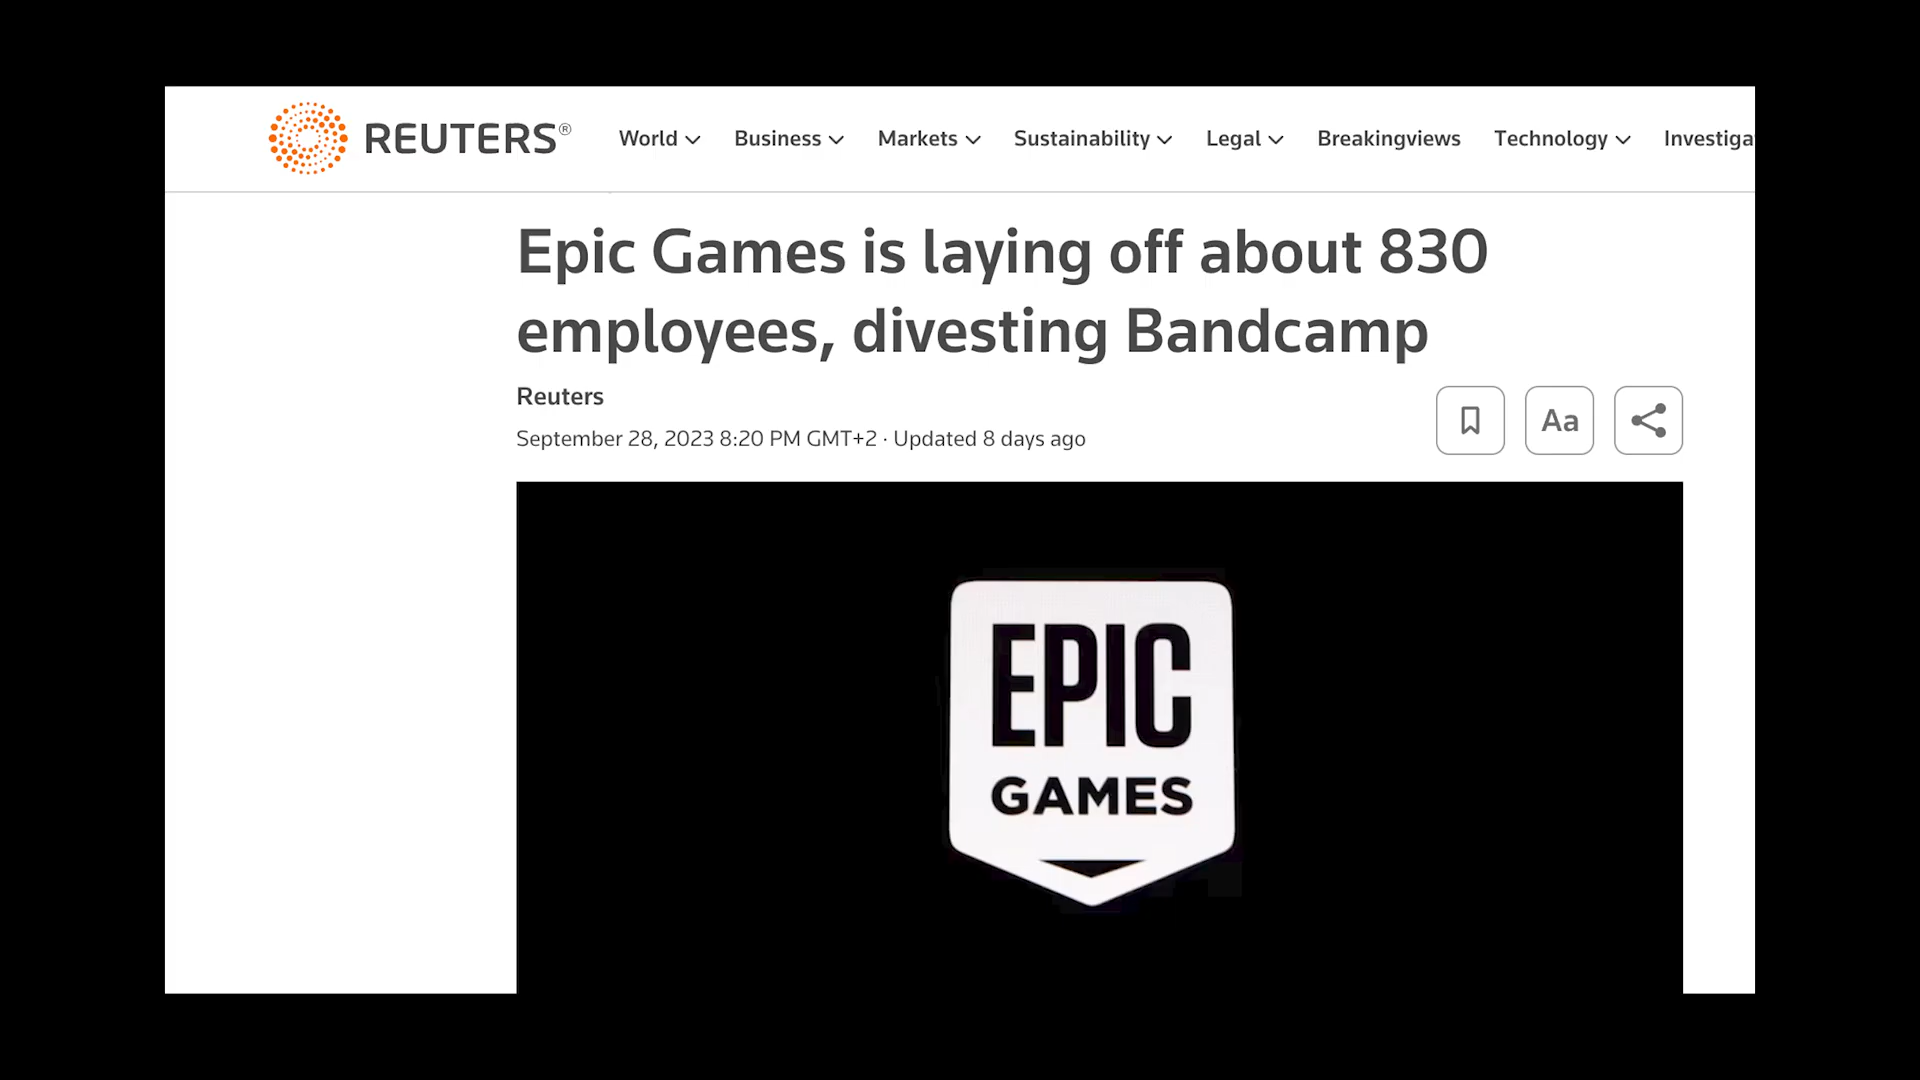 REUTERS®
World Business Markets Sustainability Legal Breakingviews Technology Investiga
Epic Games is laying off about 830
employees, divesting Bandcamp
Reuters
September 28, 2023 8:20 PM GMT+2 · Updated 8 days ago
Aa
EPIC
GAMES